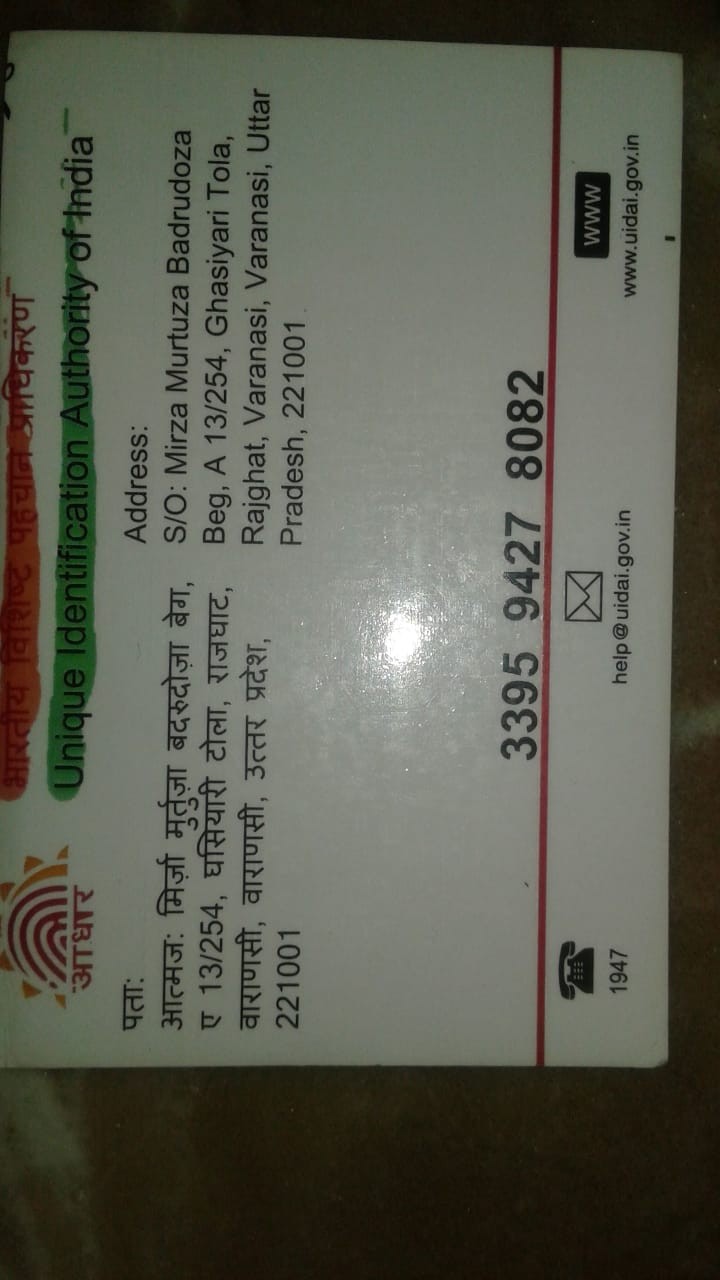 भारतीय विशिष्ट पहचान प्राधिकरण
Unique Identification Authority of India
आधार
पता:
आत्मज: मिर्ज़ा मुर्तुज़ा बदरुदोज़ा बेग,
ए 13/254, घसियारी टोला, राजघाट,
वाराणसी, वाराणसी, उत्तर प्रदेश,
221001
Address:
S/O: Mirza Murtuza Badrudoza
Beg, A 13/254, Ghasiyari Tola,
Rajghat, Varanasi, Varanasi, Uttar
Pradesh, 221001
3395 9427 8082
1947
help@uidai.gov.in
WWW
www.uidai.gov.in